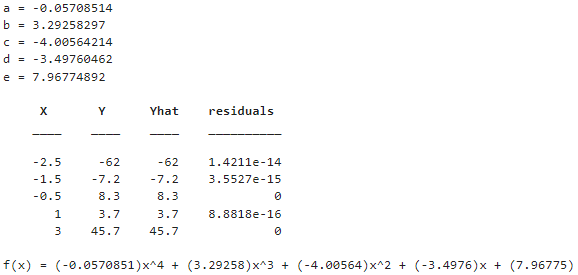 a = -0.05708514
b = 3.29258297
c = -4.00564214
d = -3.49760462
e = 7.96774892
X Y Yhat residuals
____ ____ ____ __________
-2.5 -62 -62 1.4211e-14
-1.5 -7.2 -7.2 3.5527e-15
-0.5 8.3 8.3 0
1 3.7 3.7 8.8818e-16
3 45.7 45.7 0
f(x) = (-0.0570851)x^4 + (3.29258)x^3 + (-4.00564)x^2 + (-3.4976)x + (7.96775)